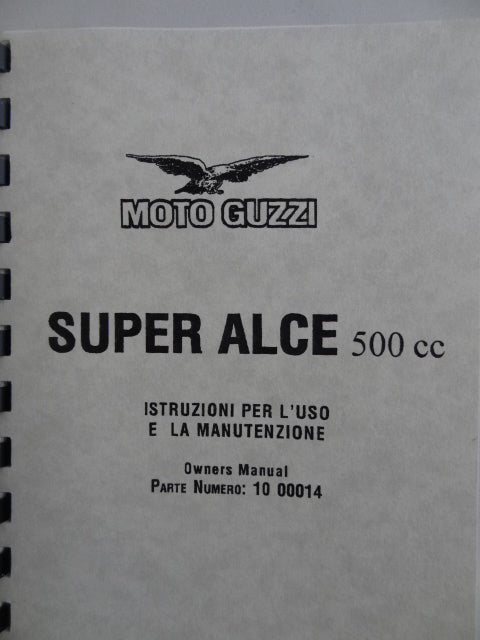 MOTO GUZZI
SUPER ALCE 500 cc
ISTRUZIONI PER L'USO
E LA MANUTENZIONE
Owners Manual
PARTE NUMERO: 10 00014